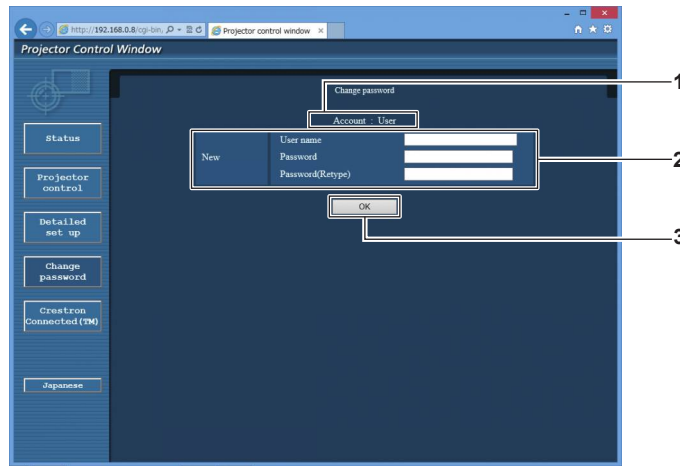 http://192.168.0.8/cgi-bin,
Projector control window
Projector Control Window
Change password
1
Account : User
2
New
User name
Password
Password(Retype)
OK
3
Status
Projector
control
Detailed
set up
Change
password
Crestron
Connected(TM)
Japanese